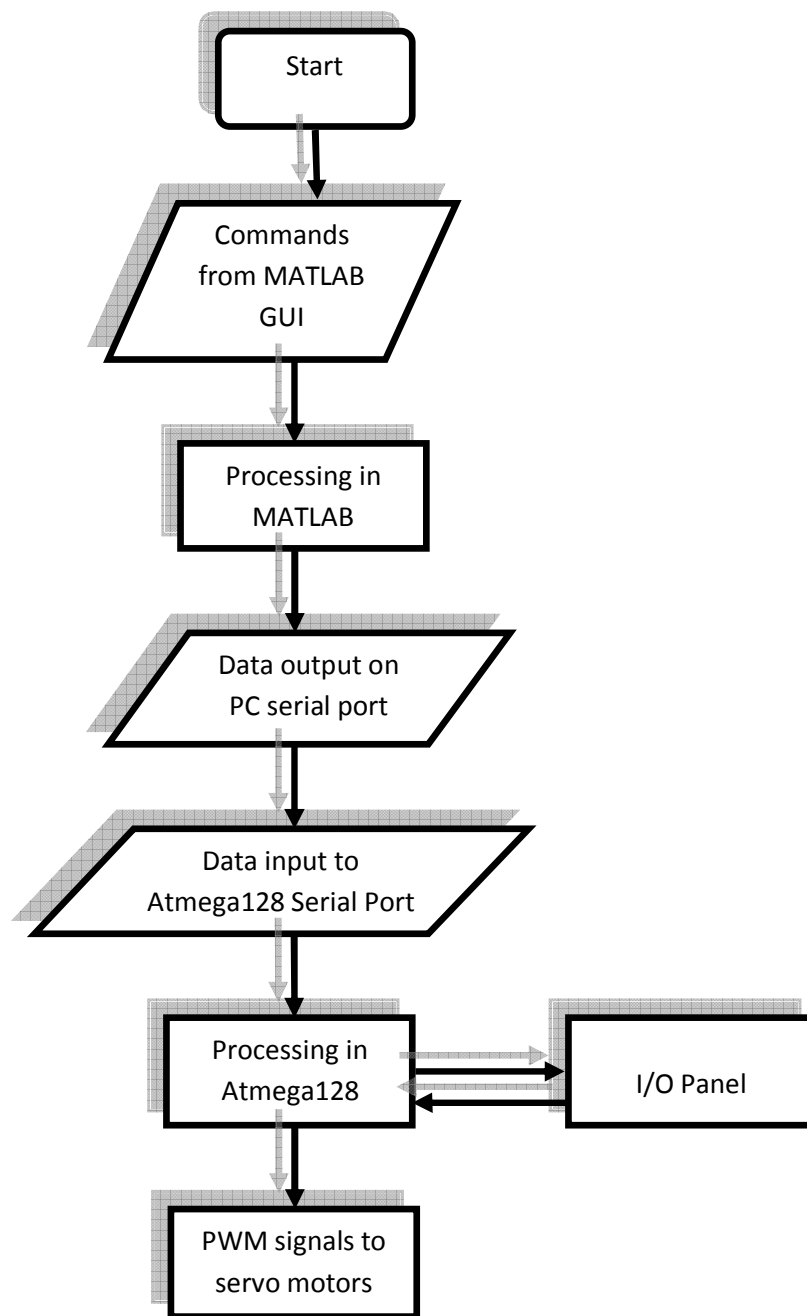 Start
Commands
from MATLAB
GUI
Processing in
MATLAB
Data output on
PC serial port
Data input to
Atmega128 Serial Port
Processing in
Atmega128
I/O Panel
PWM signals to
servo motors